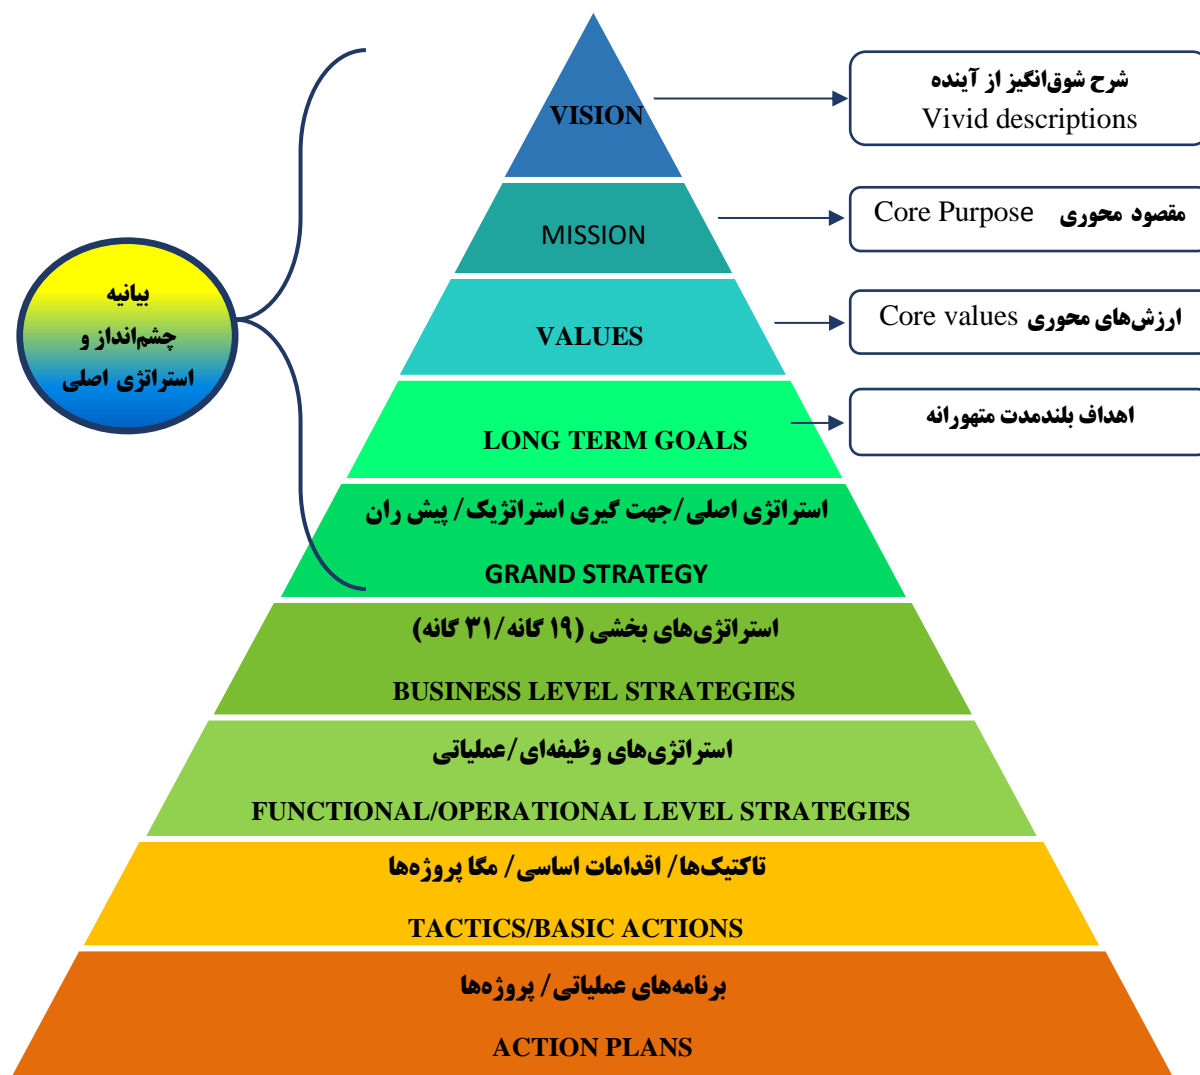 شرح شوق‌انگیز از آینده
Vivid descriptions
VISION
مقصود محوری Core Purpose
MISSION
ارزش‌های محوری Core values
VALUES
بیانیه
چشم‌انداز و
استراتژی اصلی
اهداف بلندمدت متهورانه
LONG TERM GOALS
استراتژی اصلی/جهت گیری استراتژیک/ پیش ران
GRAND STRATEGY
استراتژی‌های بخشی (۱۹ گانه/۳۱ گانه)
BUSINESS LEVEL STRATEGIES
استراتژی‌های وظیفه‌ای/عملیاتی
FUNCTIONAL/OPERATIONAL LEVEL STRATEGIES
تاکتیک‌ها/ اقدامات اساسی/ مگا پروژه‌ها
TACTICS/BASIC ACTIONS
برنامه‌های عملیاتی/ پروژه‌ها
ACTION PLANS